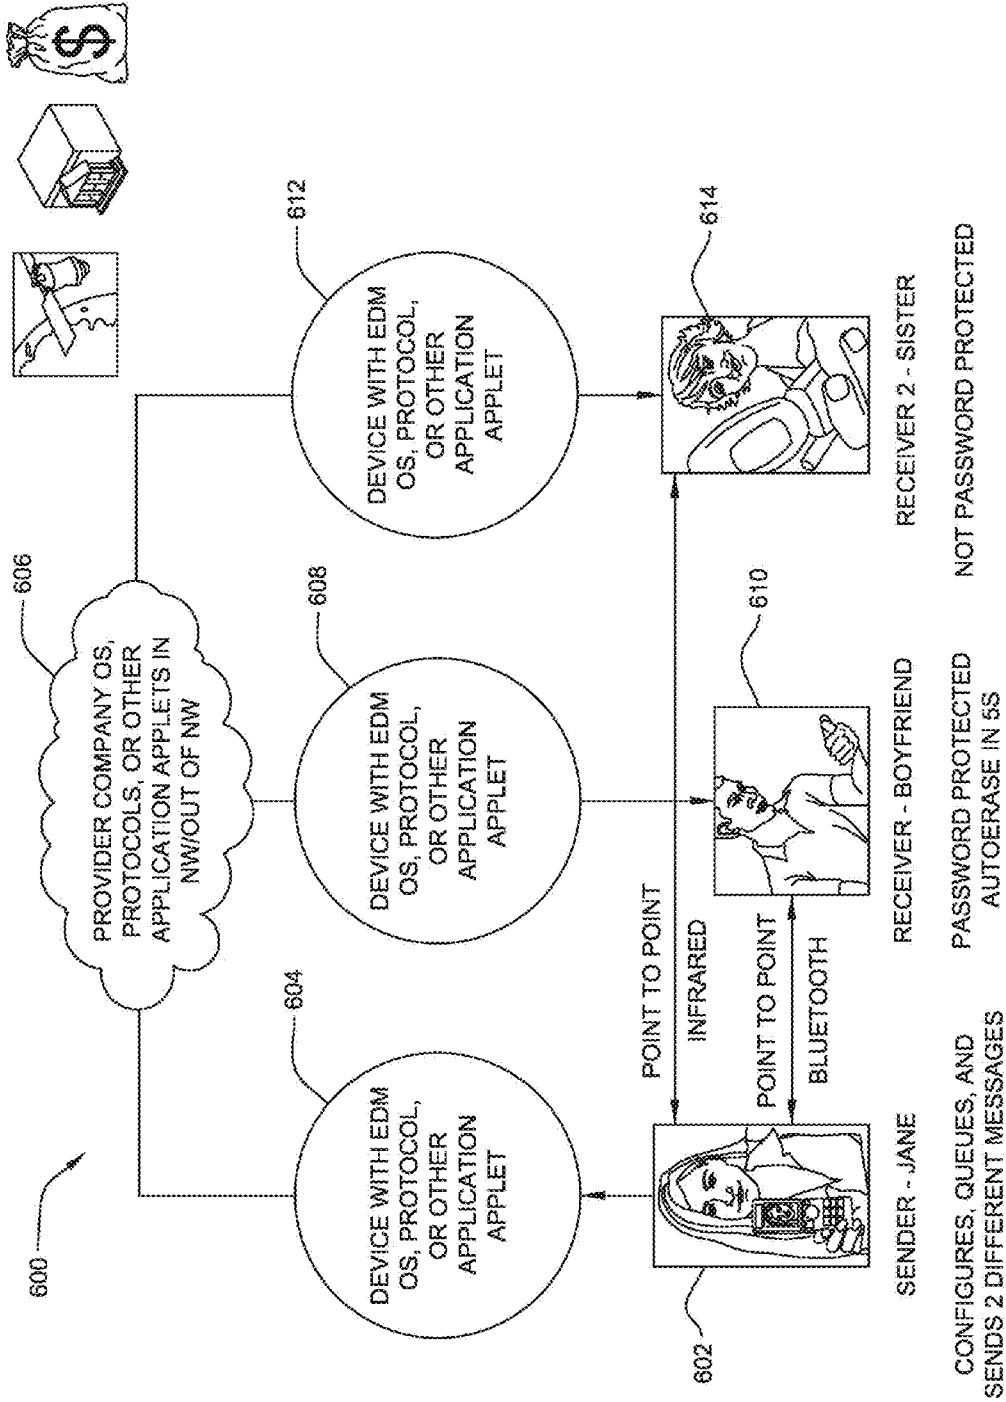 600
606
PROVIDER COMPANY OS,
PROTOCOLS, OR OTHER
APPLICATION APPLETS IN
NW/OUT OF NW
$
604
DEVICE WITH EDM
OS, PROTOCOL,
OR OTHER
APPLICATION
APPLET
608
DEVICE WITH EDM
OS, PROTOCOL,
OR OTHER
APPLICATION
APPLET
612
DEVICE WITH EDM
OS, PROTOCOL,
OR OTHER
APPLICATION
APPLET
POINT TO POINT
INFRARED
POINT TO POINT
BLUETOOTH
602
610
614
SENDER - JANE
CONFIGURES, QUEUES, AND
SENDS 2 DIFFERENT MESSAGES
RECEIVER - BOYFRIEND
PASSWORD PROTECTED
AUTOERASE IN 5S
RECEIVER 2 - SISTER
NOT PASSWORD PROTECTED